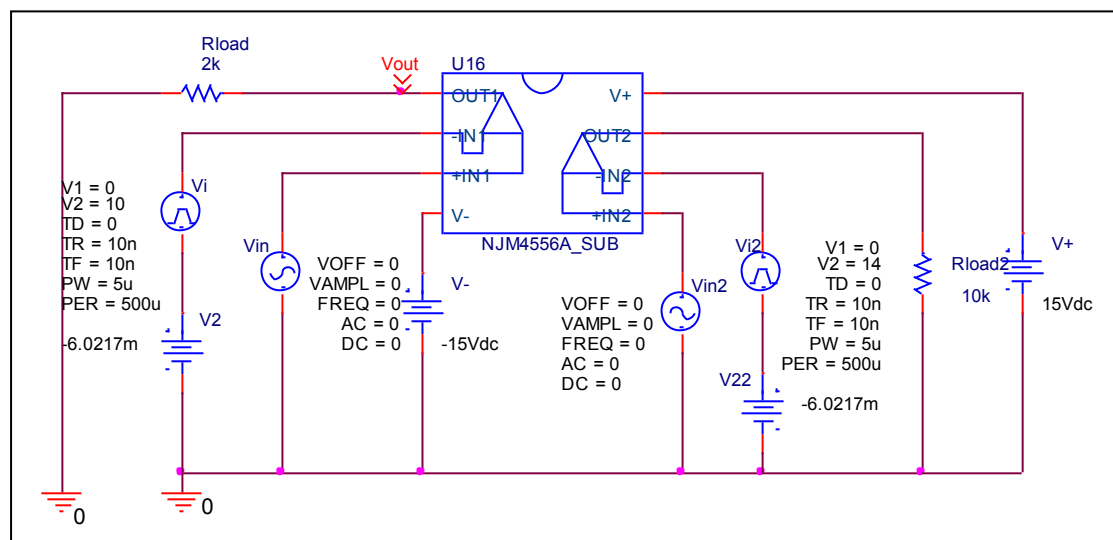 Rload
2k
Vout
U16
OUT1
-IN1
+IN1
V-
V+
OUT2
-IN2
+IN2
NJM4556A_SUB
V1 = 0
V2 = 10
TD = 0
TR = 10n
TF = 10n
PW = 5u
PER = 500u
Vi
V2
-6.0217m
Vin
VOFF = 0
VAMPL = 0
FREQ = 0
AC = 0
DC = 0
V-
-15Vdc
Vin2
VOFF = 0
VAMPL = 0
FREQ = 0
AC = 0
DC = 0
Vi2
V1 = 0
V2 = 14
TD = 0
TR = 10n
TF = 10n
PW = 5u
PER = 500u
V22
-6.0217m
Rload2
10k
V+
15Vdc
0
0